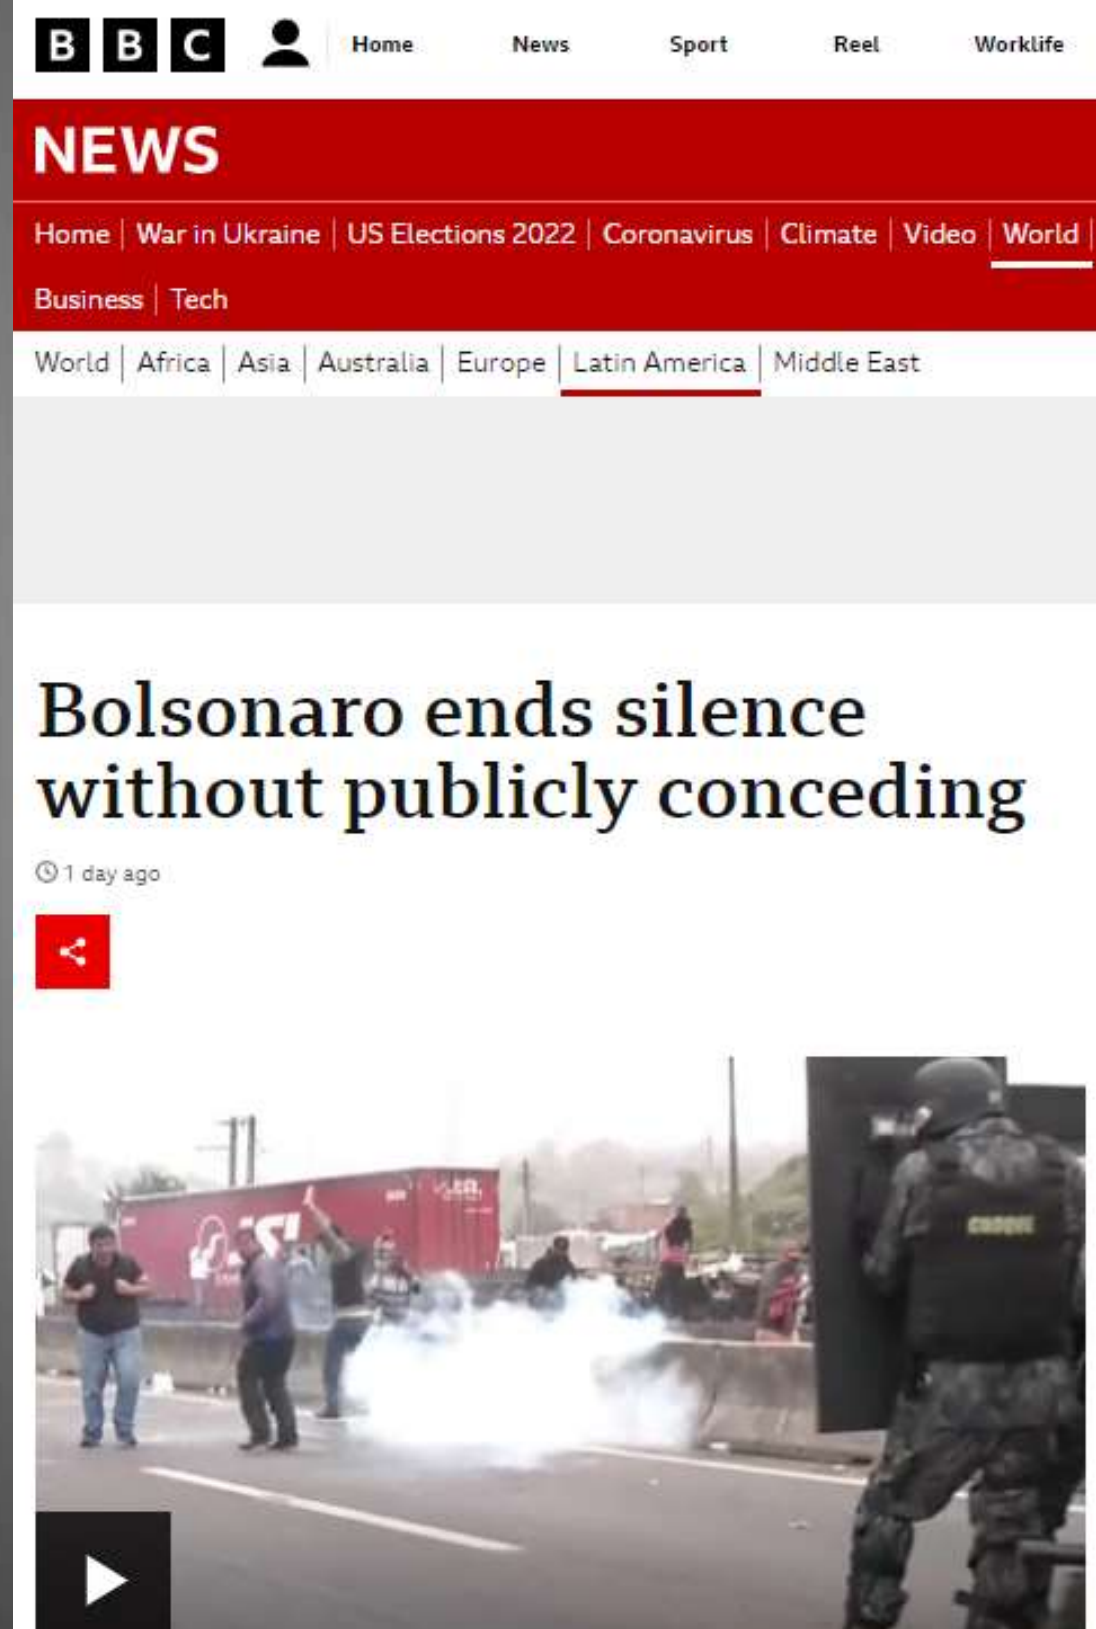 BBC Home News Sport Reel Worklife
NEWS
Home War in Ukraine US Elections 2022 Coronavirus Climate Video World
Business Tech
World Africa Asia Australia Europe Latin America Middle East
Bolsonaro ends silence
without publicly conceding
1 day ago